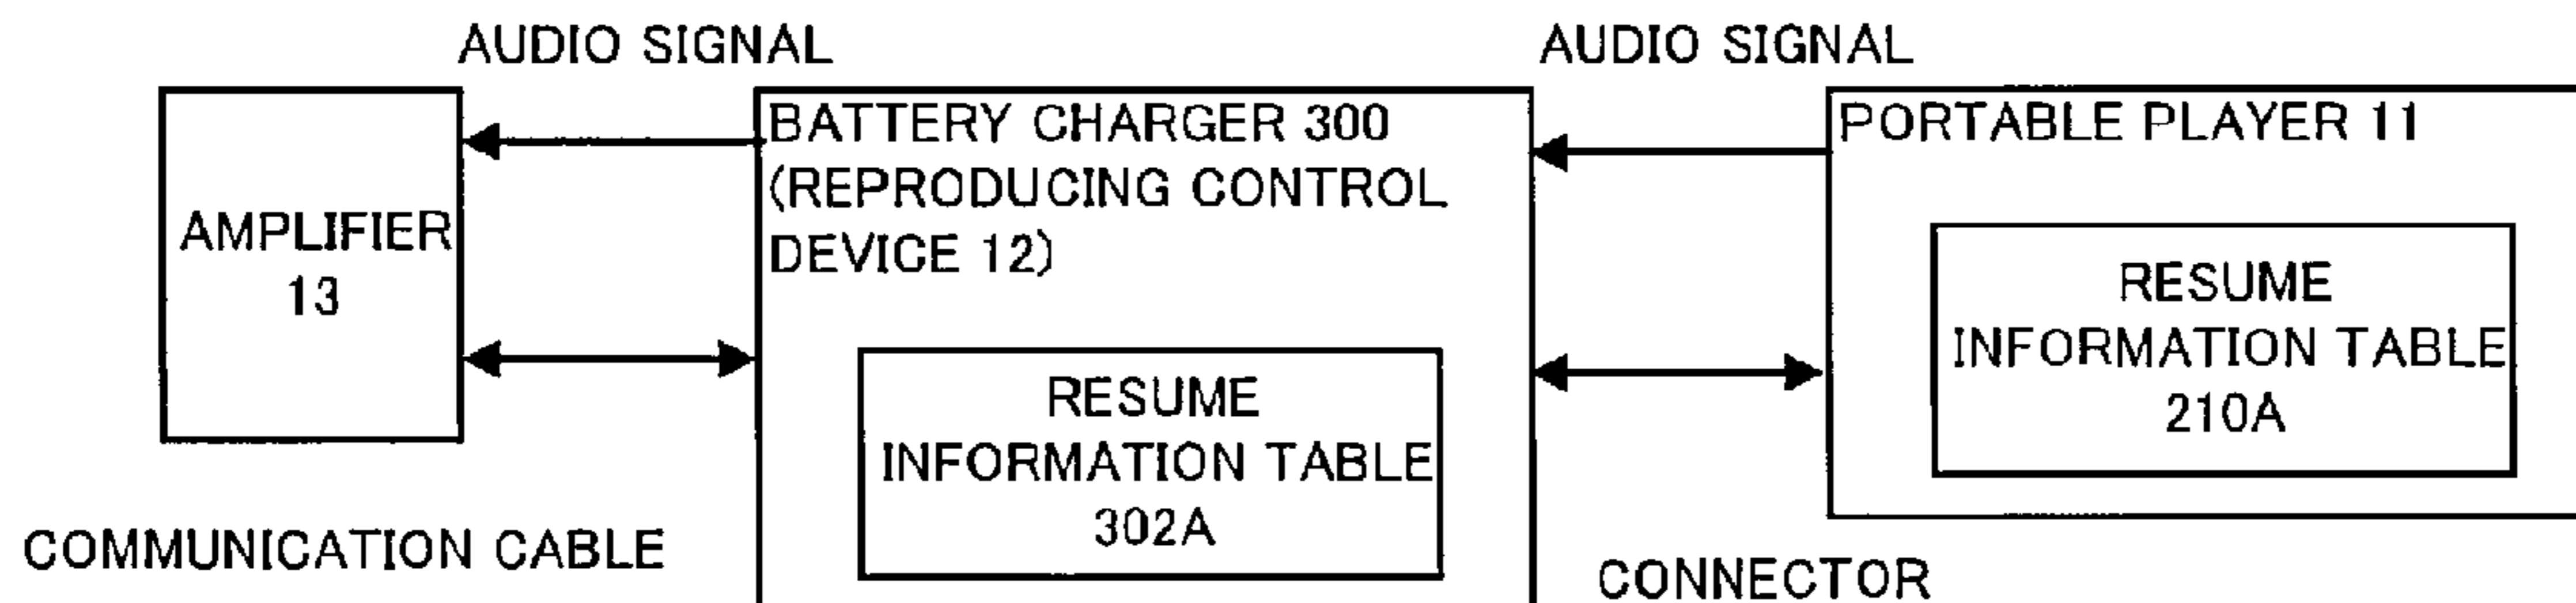 AUDIO SIGNAL
AUDIO SIGNAL
AMPLIFIER
13
BATTERY CHARGER 300
(REPRODUCING CONTROL
DEVICE 12)
RESUME
INFORMATION TABLE
302A
PORTABLE PLAYER 11
RESUME
INFORMATION TABLE
210A
COMMUNICATION CABLE
CONNECTOR